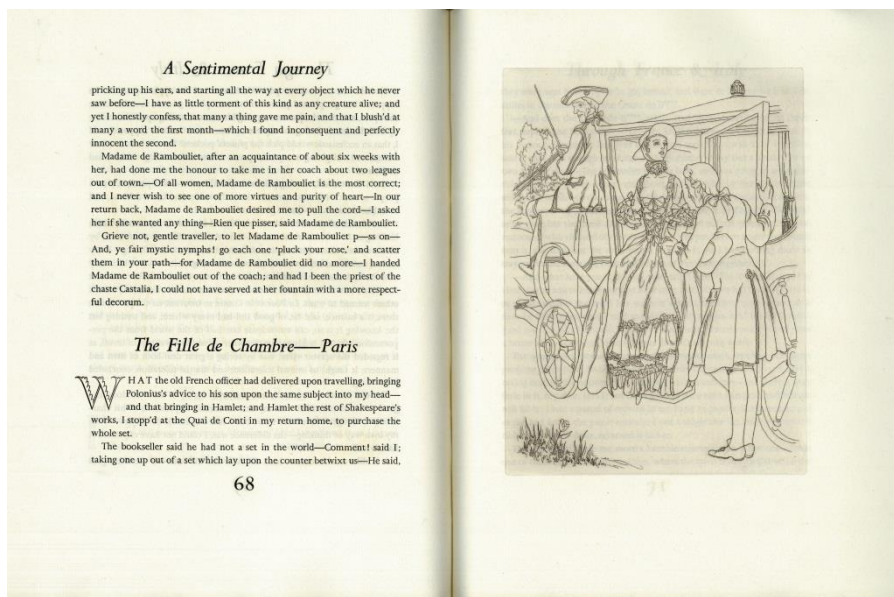 A Sentimental Journey
pricking up his ears, and starting all the way at every object which he never
saw before—I have as little torment of this kind as any creature alive; and
yet I honestly confess, that many a thing gave me pain, and that I blush'd at
many a word the first month—which I found inconsequent and perfectly
innocent the second.
Madame de Rambouliet, after an acquaintance of about six weeks with
her, had done me the honour to take me in her coach about two leagues
out of town.—Of all women, Madame de Rambouliet is the most correct;
and I never wish to see one of more virtues and purity of heart—In our
return back, Madame de Rambouliet desired me to pull the cord—I asked
her if she wanted any thing—Rien que pisser, said Madame de Rambouliet.
Grieve not, gentle traveller, to let Madame de Rambouliet p—ss on—
And, ye fair mystic nymphs! go each one 'pluck your rose,' and scatter
them in your path—for Madame de Rambouliet did no more—I handed
Madame de Rambouliet out of the coach; and had I been the priest of the
chaste Castalia, I could not have served at her fountain with a more respect-
ful decorum.
The Fille de Chambre—Paris
WHAT the old French officer had delivered upon travelling, bringing
Polonius's advice to his son upon the same subject into my head—
and that bringing in Hamlet; and Hamlet the rest of Shakespeare's
works, I stopp'd at the Quai de Conti in my return home, to purchase the
whole set.
The bookseller said he had not a set in the world—Comment! said I;
taking one up out of a set which lay upon the counter betwixt us—He said,
68
Through France & Italy